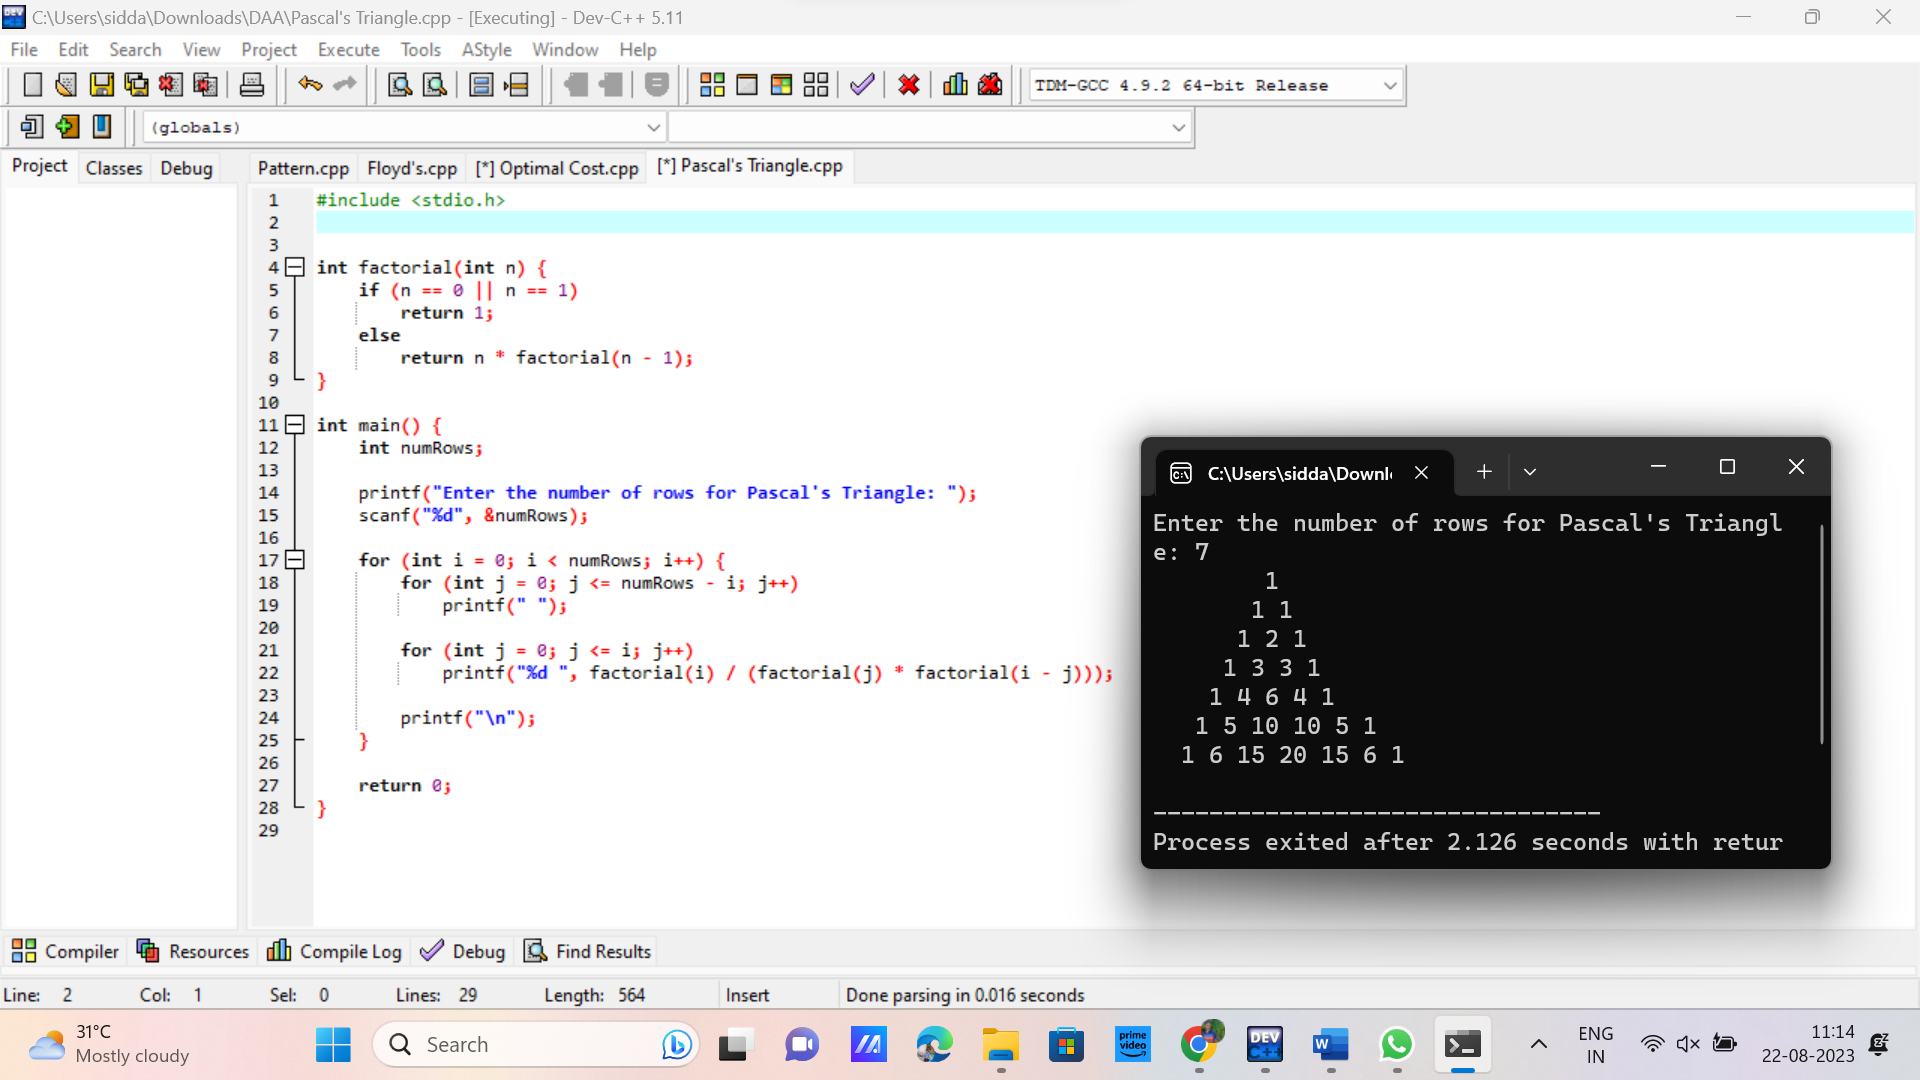 C:\Users\sidda\Downloads\DAA\Pascal's Triangle.cpp - [Executing] - Dev-C++ 5.11
File Edit Search View Project Execute Tools AStyle Window Help
TDM-GCC 4.9.2 64-bit Release
(globals)
Project Classes Debug Pattern.cpp Floyd's.cpp [*] Optimal Cost.cpp [*] Pascal's Triangle.cpp
1 #include <stdio.h>
2
3
4 int factorial(int n) {
5 if (n == 0 || n == 1)
6 return 1;
7 else
8 return n * factorial(n - 1);
9 }
10
11 int main() {
12 int numRows;
13
14 printf("Enter the number of rows for Pascal's Triangle: ");
15 scanf("%d", &numRows);
16
17 for (int i = 0; i < numRows; i++) {
18 for (int j = 0; j <= numRows - i; j++)
19 printf(" ");
20
21 for (int j = 0; j <= i; j++)
22 printf("%d ", factorial(i) / (factorial(j) * factorial(i - j)));
23
24 printf("\n");
25 }
26
27 return 0;
28 }
29
C:\Users\sidda\Downl
Enter the number of rows for Pascal's Triangl
e: 7
1
1 1
1 2 1
1 3 3 1
1 4 6 4 1
1 5 10 10 5 1
1 6 15 20 15 6 1
--------------------------------
Process exited after 2.126 seconds with retur
Compiler Resources Compile Log Debug Find Results
Line: 2 Col: 1 Sel: 0 Lines: 29 Length: 564 Insert Done parsing in 0.016 seconds
31°C
Mostly cloudy
Search
prime
video
DEV
C++
W
ENG
IN
11:14
22-08-2023